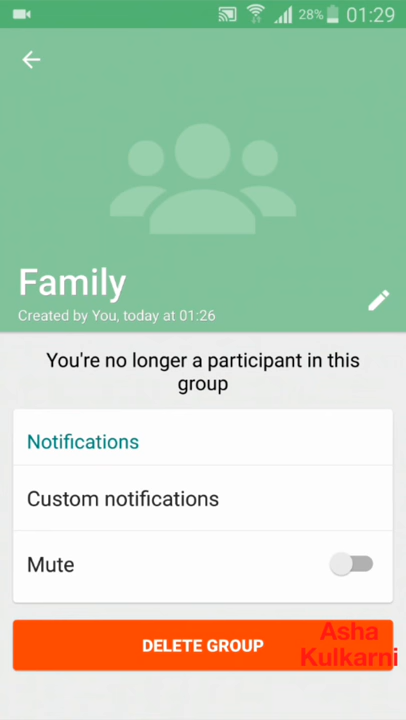 28% 01:29
Family
Created by You, today at 01:26
You're no longer a participant in this
group
Notifications
Custom notifications
Mute
DELETE GROUP
Asha
Kulkarni